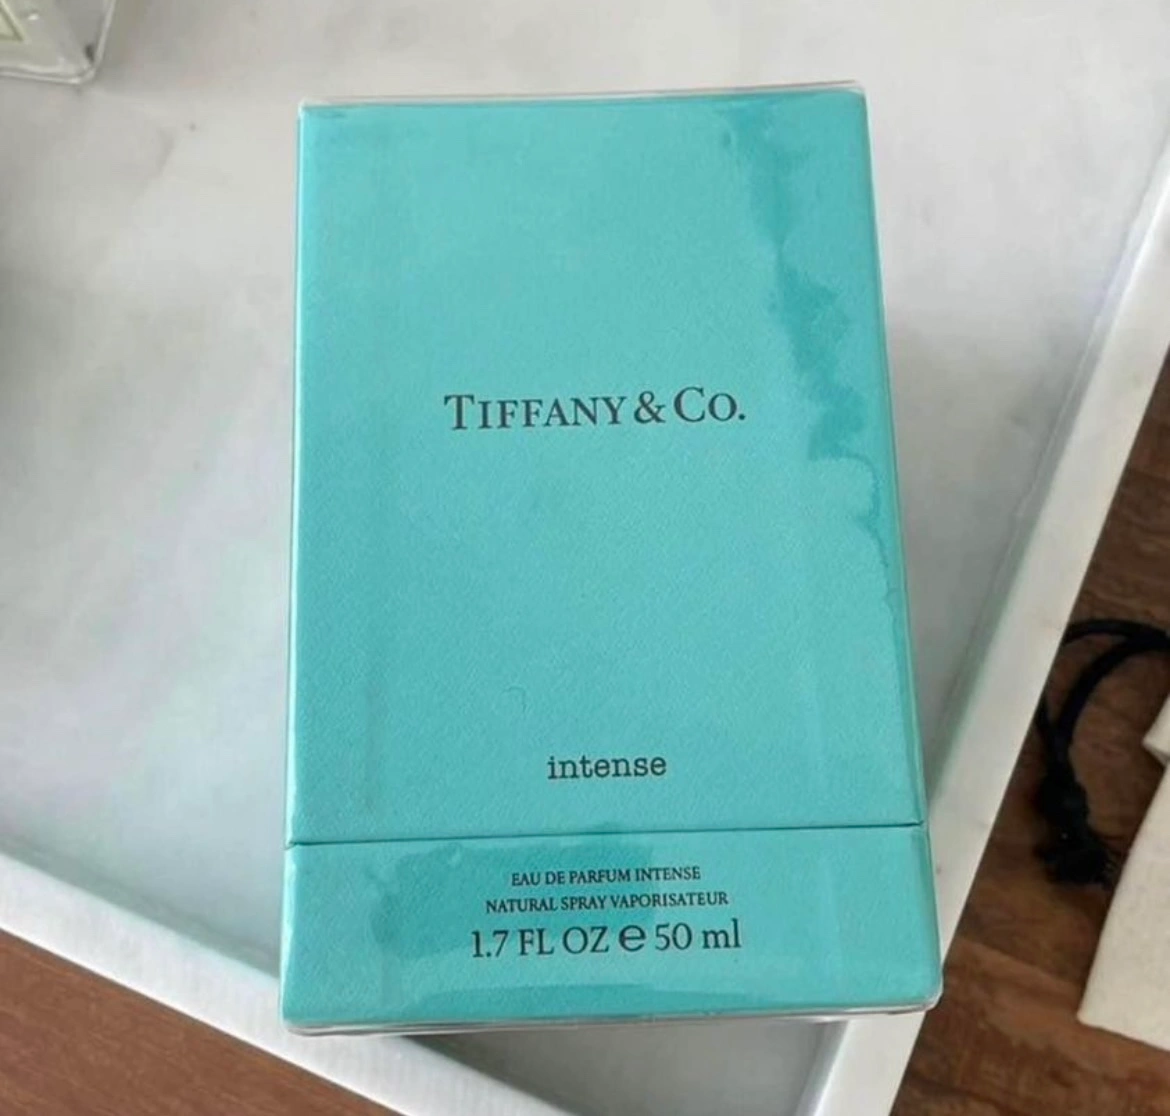 TIFFANY & CO.
intense
EAU DE PARFUM INTENSE
NATURAL SPRAY VAPORISATEUR
1.7 FL OZ ℮ 50 ml